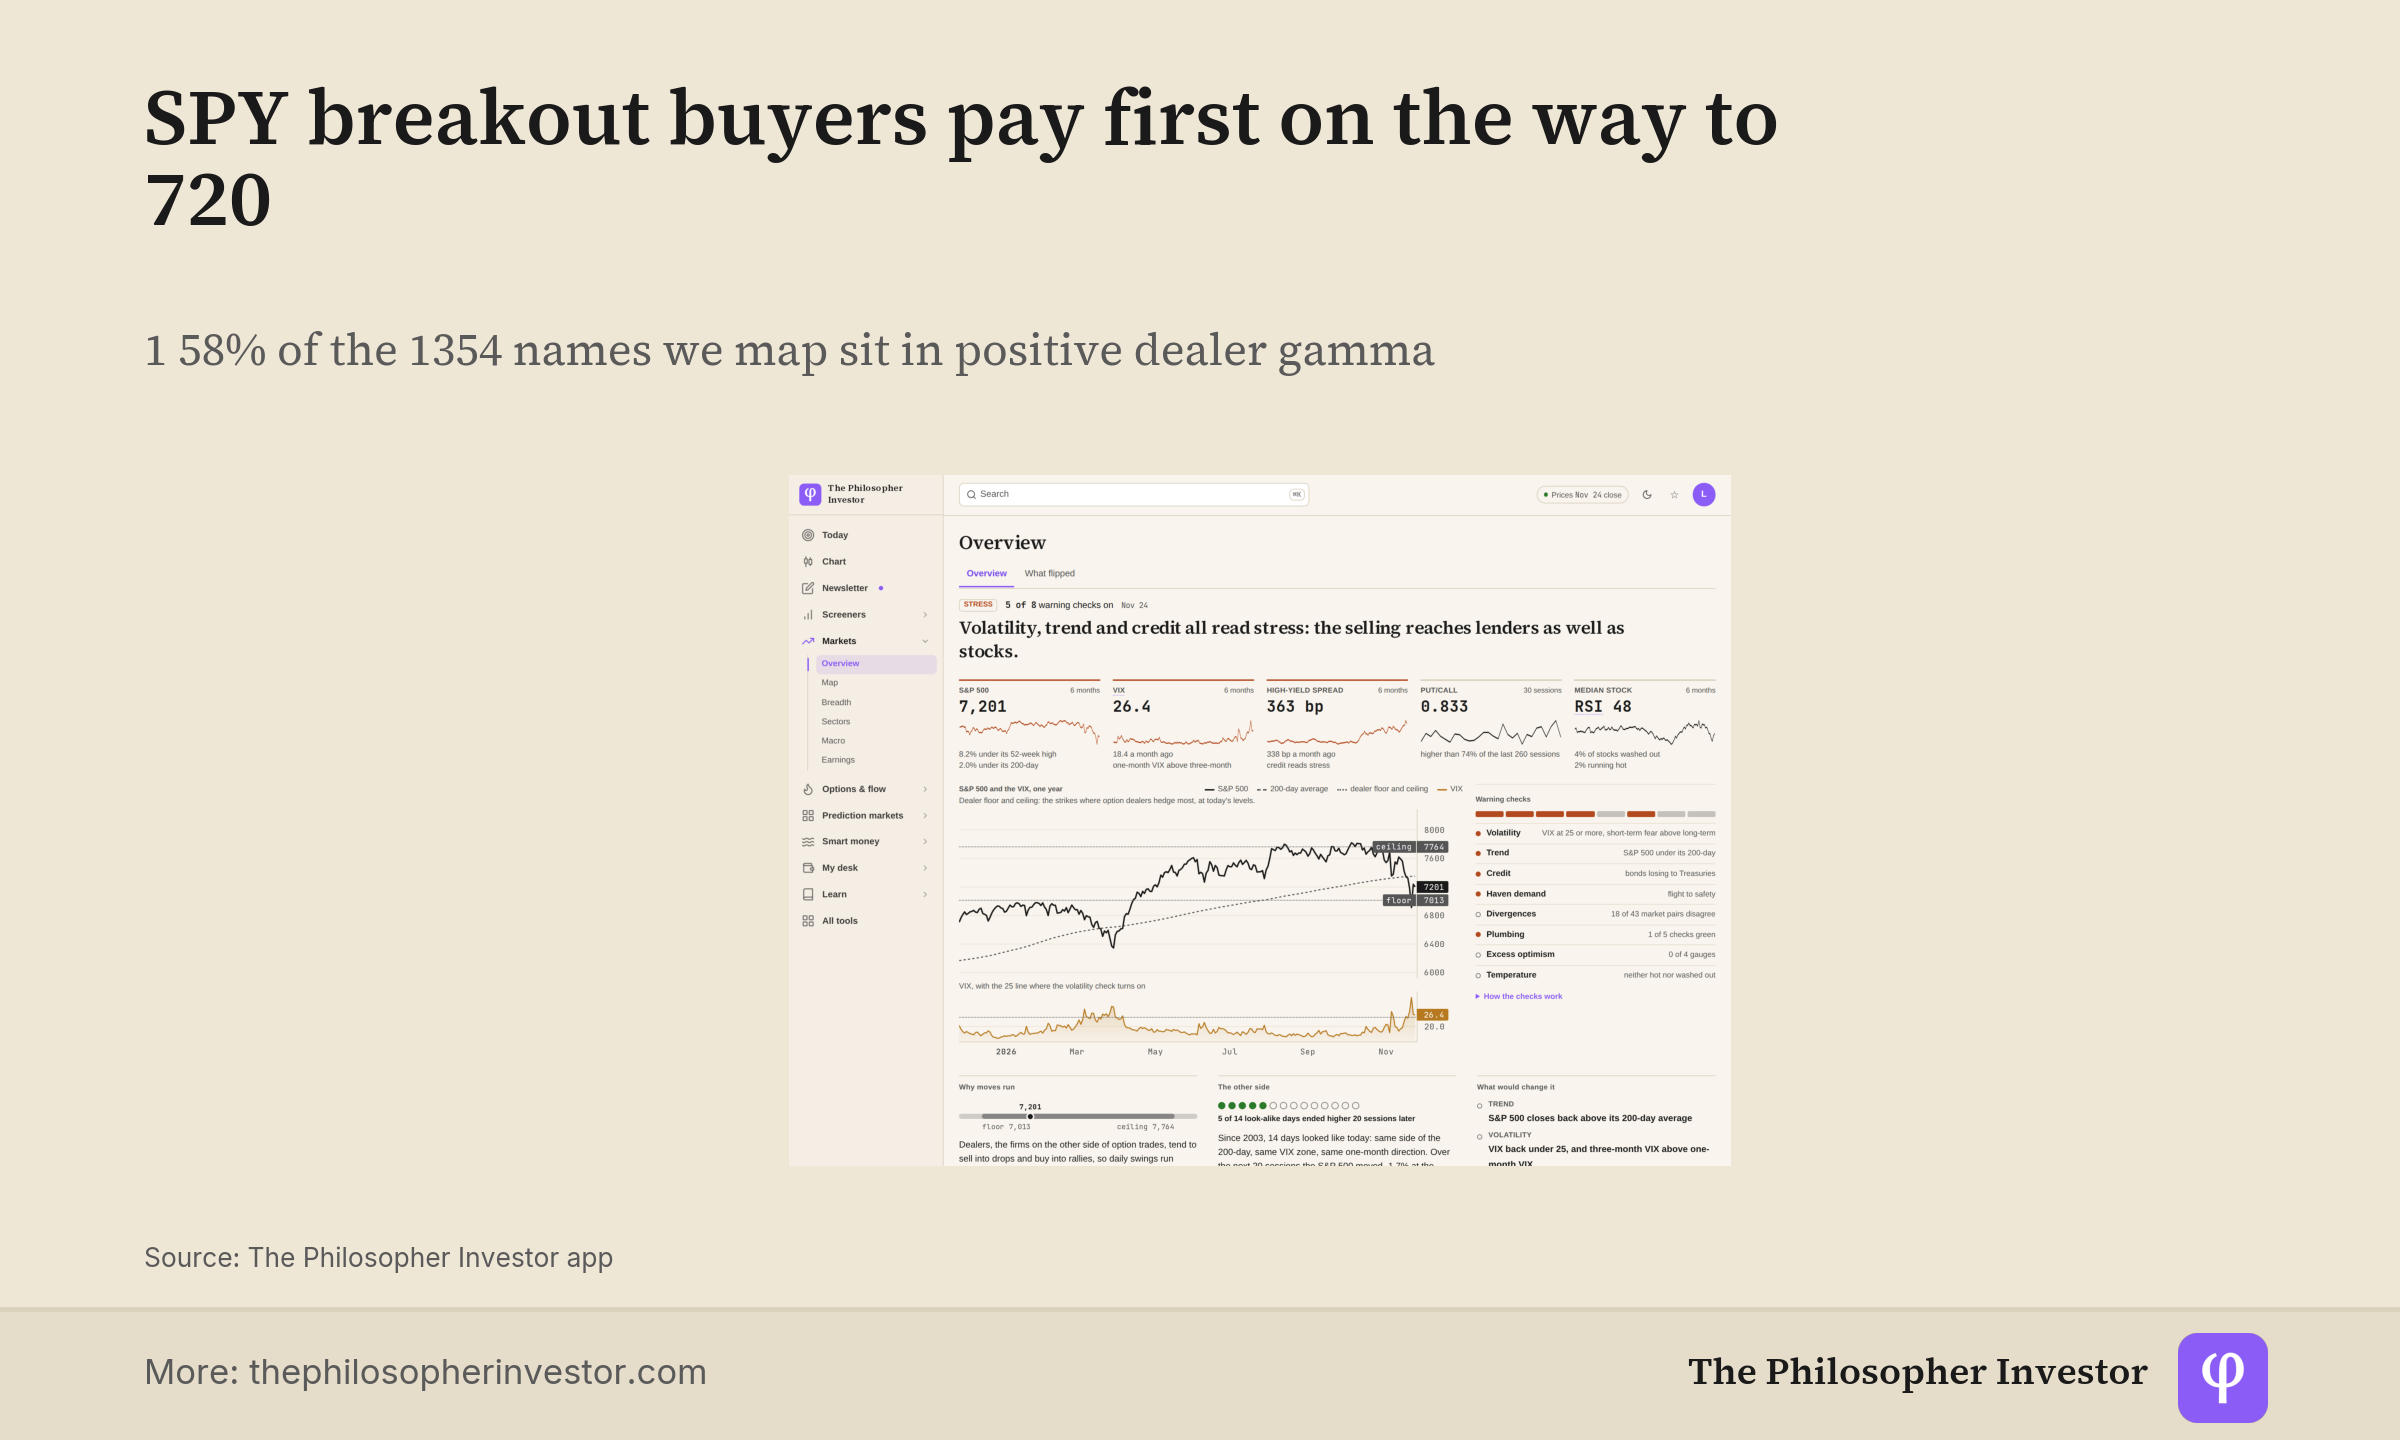 SPY breakout buyers pay first on the way to
720
1 58% of the 1354 names we map sit in positive dealer gamma
φ The Philosopher
Investor
Search ⌘K
Prices Nov 24 close
L
Today
Chart
Newsletter
Screeners
Markets
Overview
Map
Breadth
Sectors
Macro
Earnings
Options & flow
Prediction markets
Smart money
My desk
Learn
All tools
Overview
Overview What flipped
STRESS 5 of 8 warning checks on Nov 24
Volatility, trend and credit all read stress: the selling reaches lenders as well as
stocks.
S&P 500 6 months
7,201
8.2% under its 52-week high
2.0% under its 200-day
VIX 6 months
26.4
18.4 a month ago
one-month VIX above three-month
HIGH-YIELD SPREAD 6 months
363 bp
338 bp a month ago
credit reads stress
PUT/CALL 30 sessions
0.833
higher than 74% of the last 260 sessions
MEDIAN STOCK 6 months
RSI 48
4% of stocks washed out
2% running hot
S&P 500 and the VIX, one year
S&P 500 200-day average dealer floor and ceiling VIX
Dealer floor and ceiling: the strikes where option dealers hedge most, at today's levels.
8000
ceiling 7764
7600
7201
floor 7013
6800
6400
6000
VIX, with the 25 line where the volatility check turns on
26.4
20.0
2026 Mar May Jul Sep Nov
Warning checks
Volatility VIX at 25 or more, short-term fear above long-term
Trend S&P 500 under its 200-day
Credit bonds losing to Treasuries
Haven demand flight to safety
Divergences 18 of 43 market pairs disagree
Plumbing 1 of 5 checks green
Excess optimism 0 of 4 gauges
Temperature neither hot nor washed out
How the checks work
Why moves run
7,201
floor 7,013 ceiling 7,764
Dealers, the firms on the other side of option trades, tend to
sell into drops and buy into rallies, so daily swings run
The other side
5 of 14 look-alike days ended higher 20 sessions later
Since 2003, 14 days looked like today: same side of the
200-day, same VIX zone, same one-month direction. Over
the next 20 sessions the S&P 500 moved -1.7% at the
What would change it
TREND
S&P 500 closes back above its 200-day average
VOLATILITY
VIX back under 25, and three-month VIX above one-
month VIX
Source: The Philosopher Investor app
More: thephilosopherinvestor.com
The Philosopher Investor φ